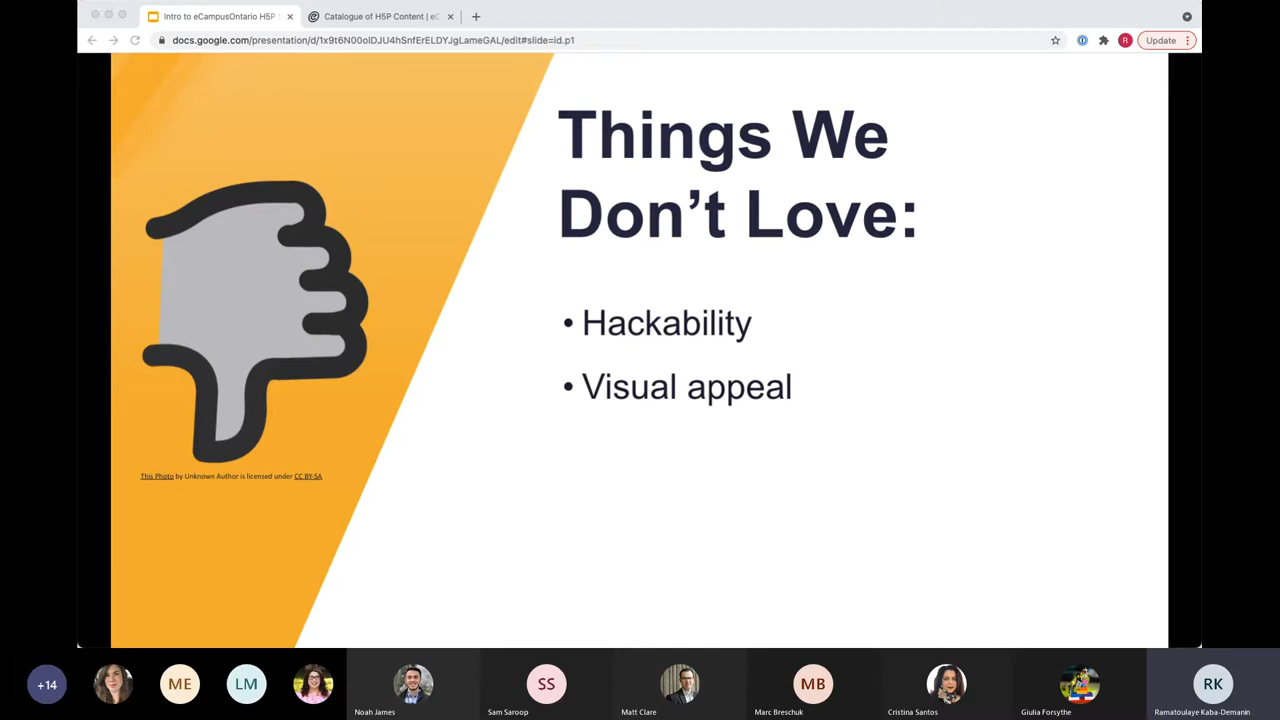 Intro to eCampusOntario H5P
Catalogue of H5P Content | eC
docs.google.com/presentation/d/1x9t6N00olDJU4hSnfErELDYJgLameGAL/edit#slide=id.p1
R
Update
Things We
Don’t Love:
• Hackability
• Visual appeal
This Photo by Unknown Author is licensed under CC BY-SA
+14
ME
LM
SS
MB
RK
Noah James
Sam Saroop
Matt Clare
Marc Breschuk
Cristina Santos
Giulia Forsythe
Ramatoulaye Kaba-Demanin